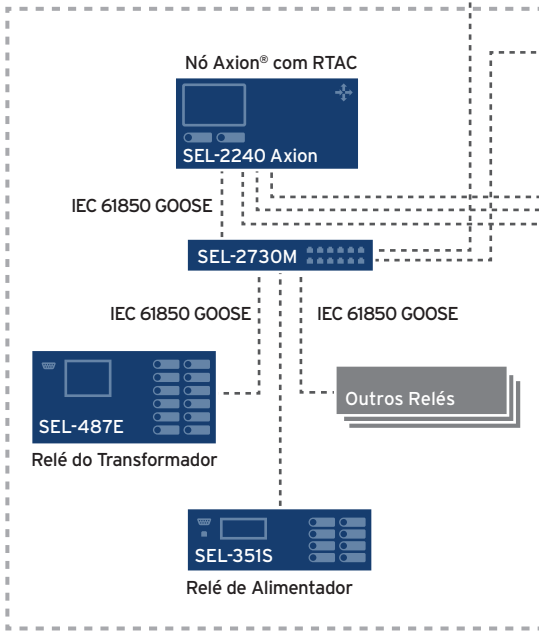 Nó Axion® com RTAC
SEL-2240 Axion
IEC 61850 GOOSE
SEL-2730M
IEC 61850 GOOSE
IEC 61850 GOOSE
SEL-487E
Outros Relés
Relé do Transformador
SEL-351S
Relé de Alimentador